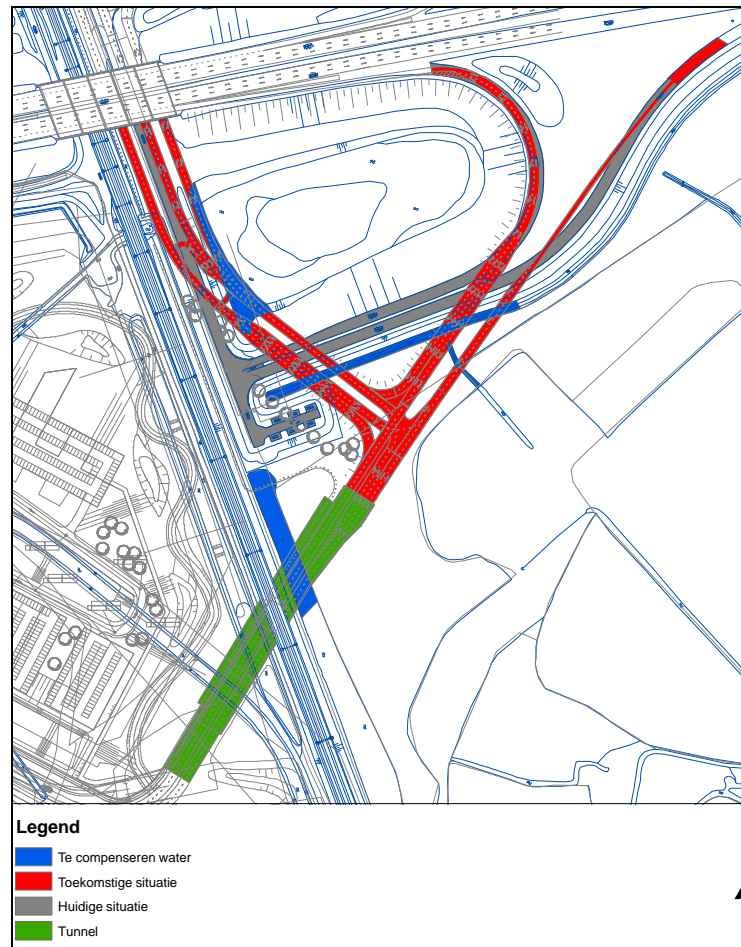 Legend
Te compenseren water
Toekomstige situatie
Huidige situatie
Tunnel